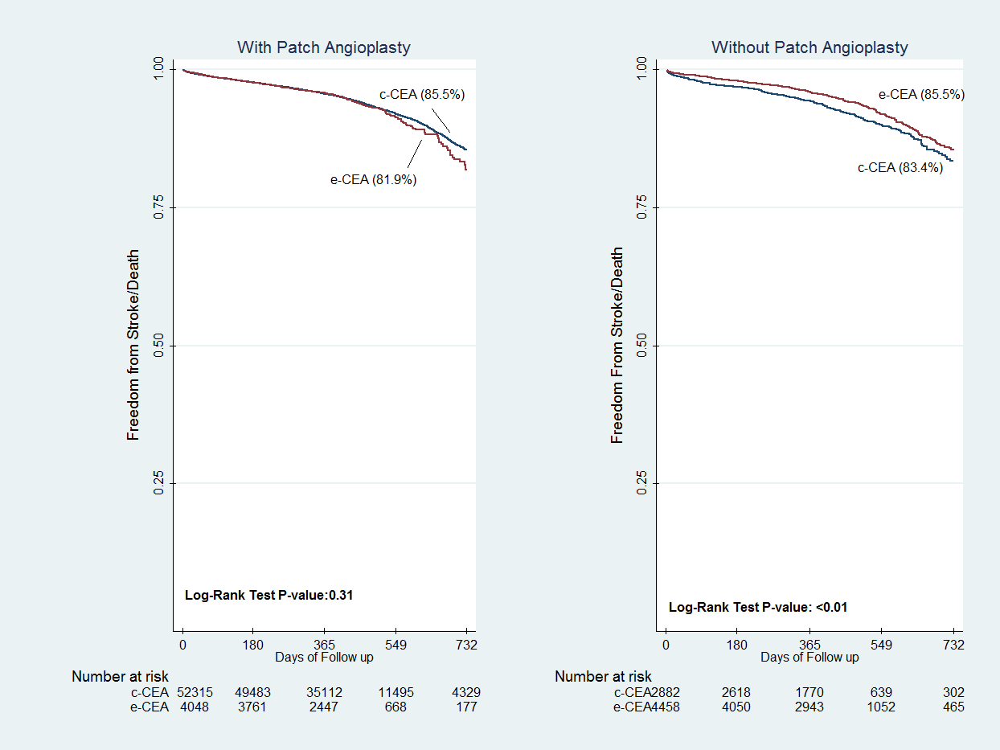 With Patch Angioplasty
1.00
c-CEA (85.5%)
e-CEA (81.9%)
0.75
0.50
0.25
Freedom from Stroke/Death
Log-Rank Test P-value:0.31
0 180 365 549 732
Days of Follow up
Number at risk
c-CEA 52315 49483 35112 11495 4329
e-CEA 4048 3761 2447 668 177
Without Patch Angioplasty
1.00
e-CEA (85.5%)
c-CEA (83.4%)
0.75
0.50
0.25
Freedom From Stroke/Death
Log-Rank Test P-value: <0.01
0 180 365 549 732
Days of Follow up
Number at risk
c-CEA2882 2618 1770 639 302
e-CEA4458 4050 2943 1052 465